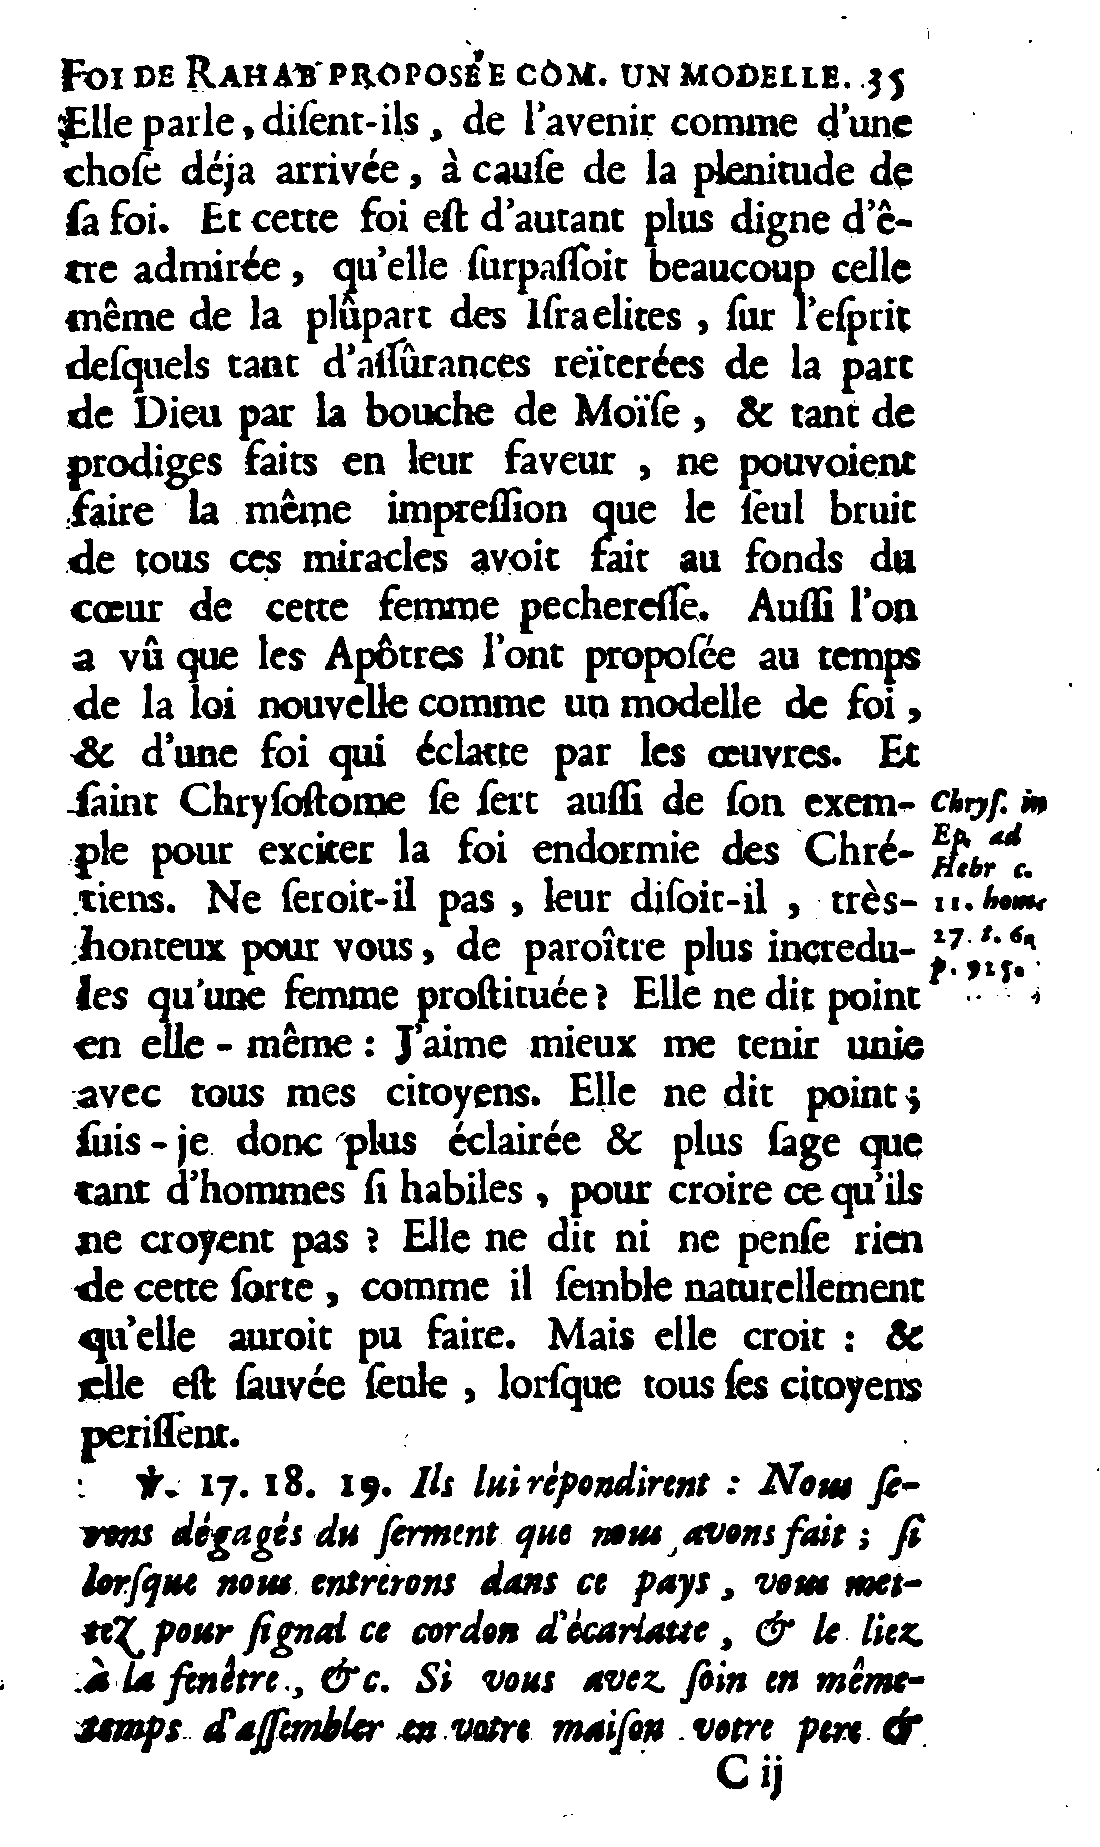 FOI DE RAHAB PROPOSÉE COM. UN MODELLE. 35
Elle parle, diſent-ils, de l'avenir comme d'une
choſe déja arrivée, à cauſe de la plenitude de
ſa foi. Et cette foi eſt d'autant plus digne d'ê-
tre admirée, qu'elle ſurpaſſoit beaucoup celle
même de la plûpart des Iſraelites, ſur l'eſprit
deſquels tant d'aſſûrances reïterées de la part
de Dieu par la bouche de Moïſe, & tant de
prodiges faits en leur faveur, ne pouvoient
faire la même impreſſion que le ſeul bruit
de tous ces miracles avoit fait au fonds du
cœur de cette femme pechereſſe. Auſſi l'on
a vû que les Apôtres l'ont propoſée au temps
de la loi nouvelle comme un modelle de foi,
& d'une foi qui éclatte par les œuvres. Et
ſaint Chryſoſtome ſe ſert auſſi de ſon exem-
ple pour exciter la foi endormie des Chré-
tiens. Ne ſeroit-il pas, leur diſoit-il, très-
honteux pour vous, de paroître plus incredu-
les qu'une femme proſtituée? Elle ne dit point
en elle-même: J'aime mieux me tenir unie
avec tous mes citoyens. Elle ne dit point;
ſuis-je donc plus éclairée & plus ſage que
tant d'hommes ſi habiles, pour croire ce qu'ils
ne croyent pas? Elle ne dit ni ne penſe rien
de cette ſorte, comme il ſemble naturellement
qu'elle auroit pu faire. Mais elle croit: &
elle eſt ſauvée ſeule, lorſque tous ſes citoyens
periſſent.
℣. 17. 18. 19. Ils lui répondirent: Nous ſe-
rons dégagés du ſerment que nous avons fait; ſi
lorſque nous entrerons dans ce pays, vous met-
tez pour ſignal ce cordon d'écarlatte, & le liez
à la fenêtre, &c. Si vous avez ſoin en même-
temps d'aſſembler en votre maiſon votre pere &
C ij
Chryſ. in
Ep. ad
Hebr c.
11. hom.
27. t. 6.
p. 925.